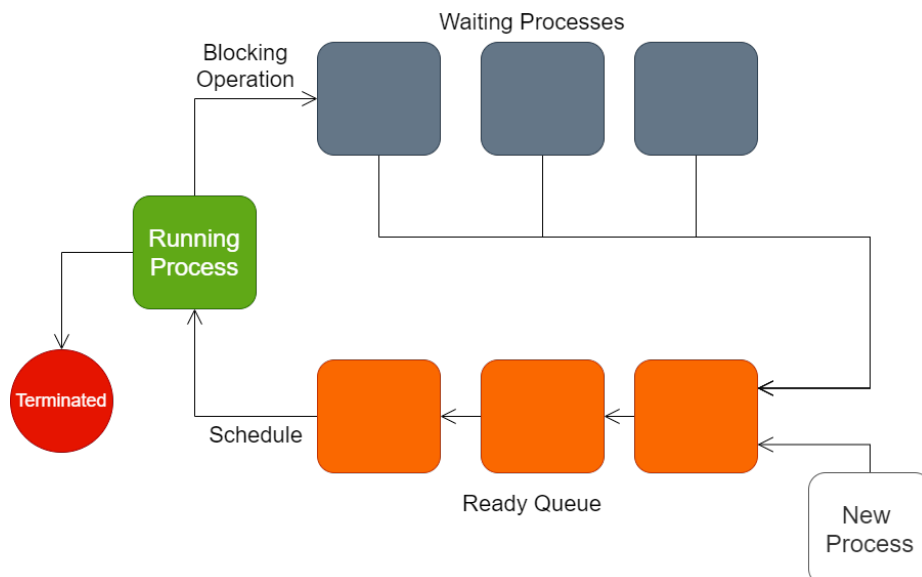 Waiting Processes
Blocking
Operation
Running
Process
Terminated
Schedule
Ready Queue
New
Process